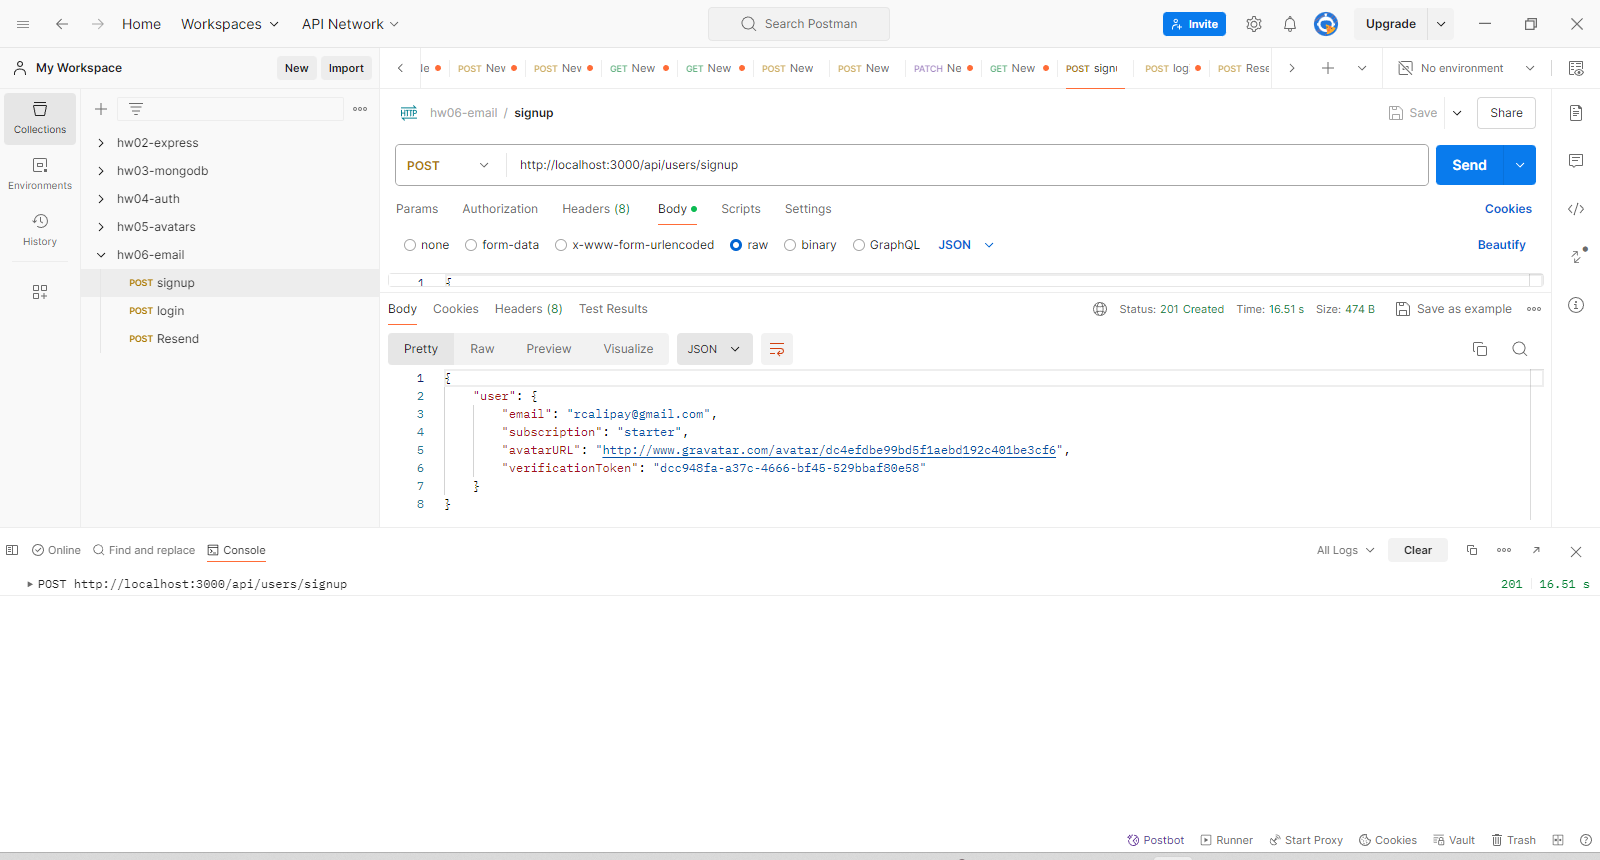 Home Workspaces API Network Search Postman Invite Upgrade
My Workspace New Import
le POST Nev POST Nev GET New GET New POST New POST New PATCH Ne GET New POST sign POST log POST Rese No environment
Collections
Environments
History
hw02-express
hw03-mongodb
hw04-auth
hw05-avatars
hw06-email
POST signup
POST login
POST Resend
HTTP hw06-email / signup Save Share
POST http://localhost:3000/api/users/signup Send
Params Authorization Headers (8) Body Scripts Settings Cookies
none form-data x-www-form-urlencoded raw binary GraphQL JSON Beautify
1 {
Body Cookies Headers (8) Test Results Status: 201 Created Time: 16.51 s Size: 474 B Save as example
Pretty Raw Preview Visualize JSON
1 {
2 "user": {
3 "email": "rcalipay@gmail.com",
4 "subscription": "starter",
5 "avatarURL": "http://www.gravatar.com/avatar/dc4efdbe99bd5f1aebd192c401be3cf6",
6 "verificationToken": "dcc948fa-a37c-4666-bf45-529bbaf80e58"
7 }
8 }
Online Find and replace Console All Logs Clear
POST http://localhost:3000/api/users/signup 201 16.51 s
Postbot Runner Start Proxy Cookies Vault Trash